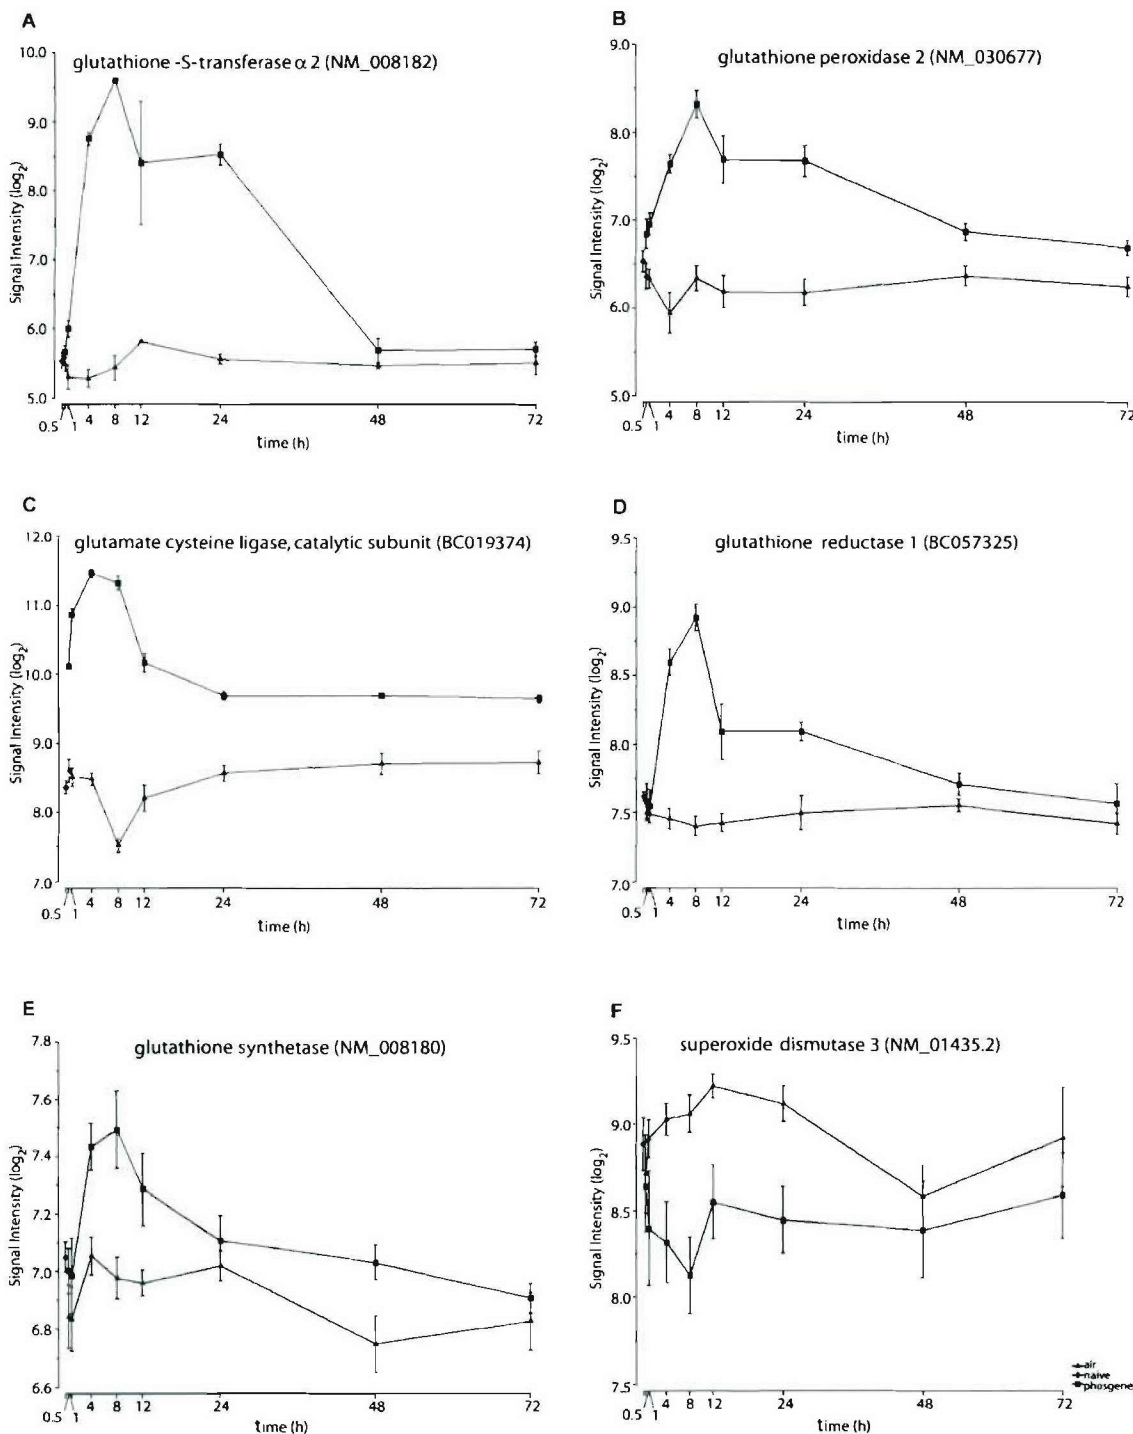 A
glutathione -S-transferase α 2 (NM_008182)
Signal Intensity (log2)
10.0
9.0
8.0
7.0
6.0
5.0
0.5 1 4 8 12 24 48 72
time (h)
B
glutathione peroxidase 2 (NM_030677)
Signal Intensity (log2)
9.0
8.0
7.0
6.0
5.0
0.5 1 4 8 12 24 48 72
time (h)
C
glutamate cysteine ligase, catalytic subunit (BC019374)
Signal Intensity (log2)
12.0
11.0
10.0
9.0
8.0
7.0
0.5 1 4 8 12 24 48 72
time (h)
D
glutathione reductase 1 (BC057325)
Signal Intensity (log2)
9.5
9.0
8.5
8.0
7.5
7.0
0.5 1 4 8 12 24 48 72
time (h)
E
glutathione synthetase (NM_008180)
Signal Intensity (log2)
7.8
7.6
7.4
7.2
7.0
6.8
6.6
0.5 1 4 8 12 24 48 72
time (h)
F
superoxide dismutase 3 (NM_01435.2)
Signal Intensity (log2)
9.5
9.0
8.5
8.0
7.5
0.5 1 4 8 12 24 48 72
time (h)
air
naive
phosgene